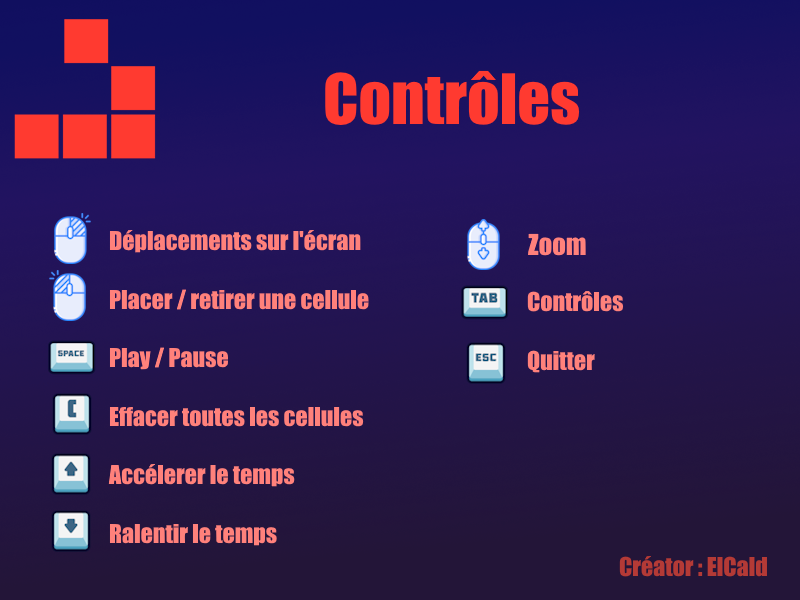 Contrôles
Déplacements sur l'écran
Placer / retirer une cellule
SPACE Play / Pause
C Effacer toutes les cellules
Accélerer le temps
Ralentir le temps
Zoom
TAB Contrôles
ESC Quitter
Créator : ElCald